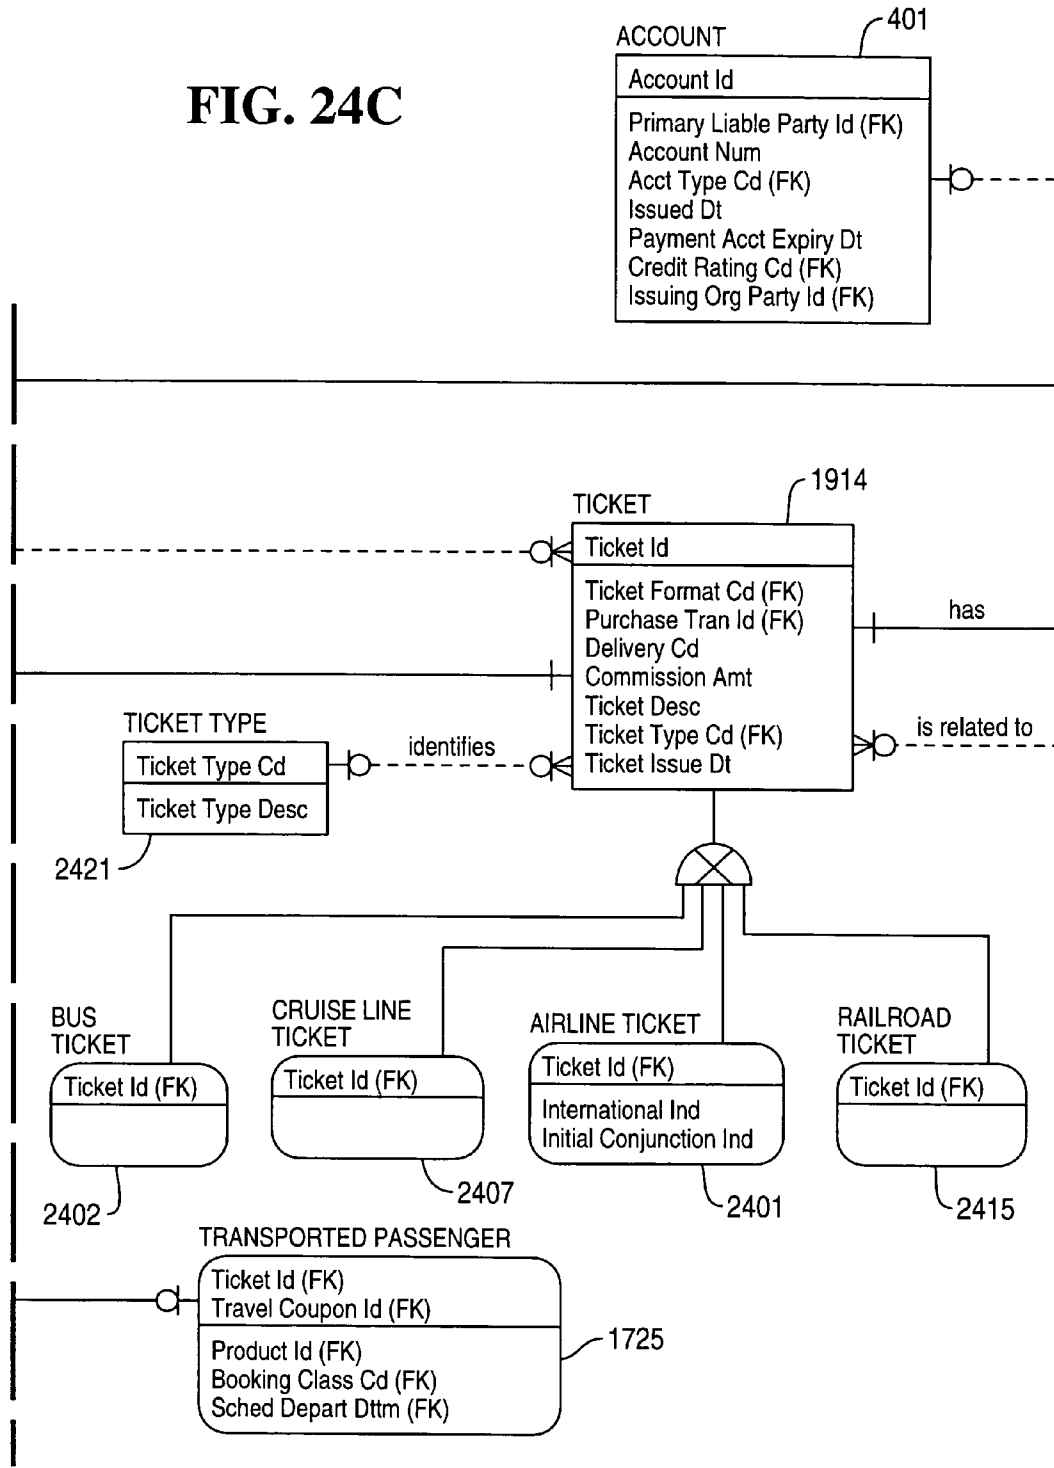 401
ACCOUNT
FIG. 24C
Account Id
Primary Liable Party Id (FK)
Account Num
Acct Type Cd (FK)
Issued Dt
Payment Acct Expiry Dt
Credit Rating Cd (FK)
Issuing Org Party Id (FK)
1914
TICKET
Ticket Id
Ticket Format Cd (FK)
Purchase Tran Id (FK)
Delivery Cd
Commission Amt
Ticket Desc
Ticket Type Cd (FK)
Ticket Issue Dt
has
is related to
TICKET TYPE
identifies
Ticket Type Cd
Ticket Type Desc
2421
BUS
TICKET
Ticket Id (FK)
2402
CRUISE LINE
TICKET
Ticket Id (FK)
2407
AIRLINE TICKET
Ticket Id (FK)
International Ind
Initial Conjunction Ind
2401
RAILROAD
TICKET
Ticket Id (FK)
2415
TRANSPORTED PASSENGER
Ticket Id (FK)
Travel Coupon Id (FK)
Product Id (FK)
Booking Class Cd (FK)
Sched Depart Dttm (FK)
1725